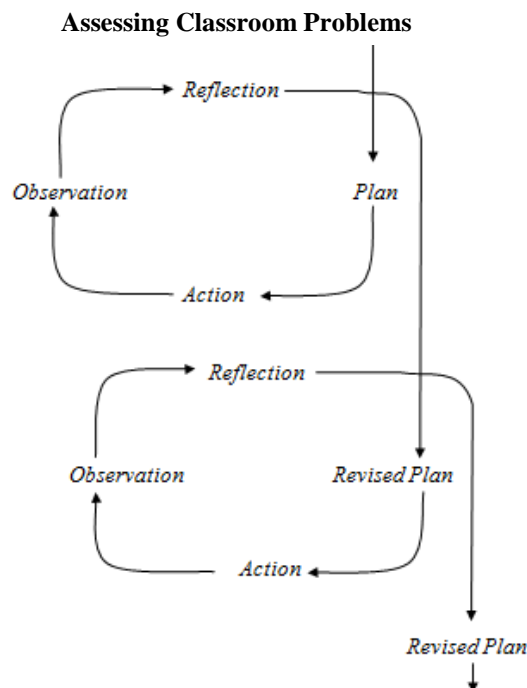 Assessing Classroom Problems
Reflection
Observation
Plan
Action
Reflection
Observation
Revised Plan
Action
Revised Plan